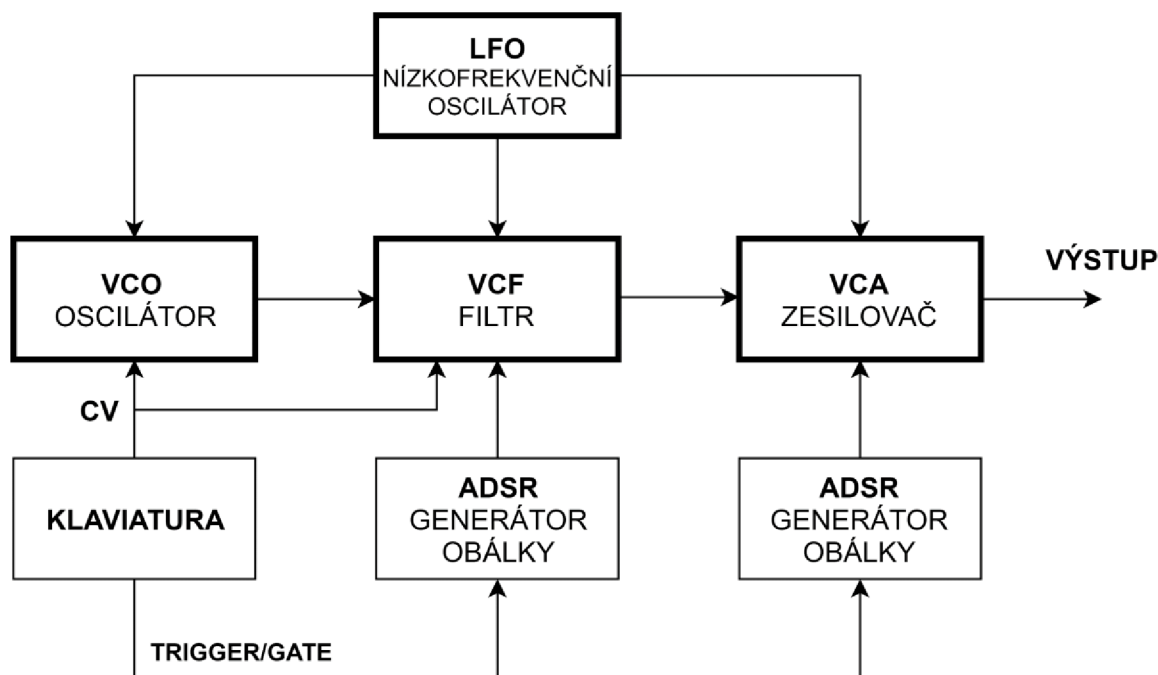 LFO
NÍZKOFREKVENČNÍ
OSCILÁTOR
VCO
OSCILÁTOR
VCF
FILTR
VCA
ZESILOVAČ
VÝSTUP
CV
KLAVIATURA
ADSR
GENERÁTOR
OBÁLKY
ADSR
GENERÁTOR
OBÁLKY
TRIGGER/GATE